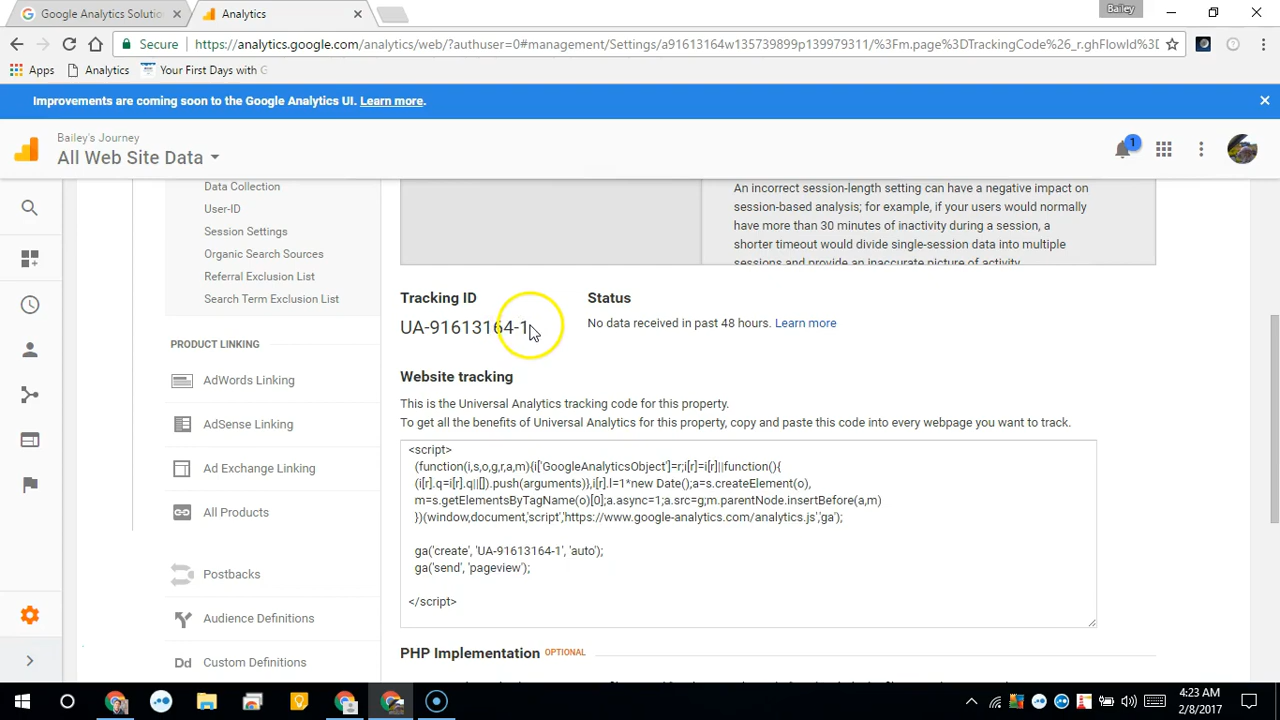 Google Analytics Solution
Analytics
Bailey
Secure
https://analytics.google.com/analytics/web/?authuser=0#management/Settings/a91613164w135739899p139979311/%3Fm.page%3DTrackingCode%26_r.ghFlowId%3D
Apps
Analytics
Your First Days with G
Improvements are coming soon to the Google Analytics UI. Learn more.
Bailey's Journey
All Web Site Data
1
Data Collection
User-ID
Session Settings
Organic Search Sources
Referral Exclusion List
Search Term Exclusion List
PRODUCT LINKING
AdWords Linking
AdSense Linking
Ad Exchange Linking
All Products
Postbacks
Audience Definitions
Dd Custom Definitions
An incorrect session-length setting can have a negative impact on
session-based analysis; for example, if your users would normally
have more than 30 minutes of inactivity during a session, a
shorter timeout would divide single-session data into multiple
sessions and provide an inaccurate picture of activity.
Tracking ID
UA-91613164-1
Status
No data received in past 48 hours. Learn more
Website tracking
This is the Universal Analytics tracking code for this property.
To get all the benefits of Universal Analytics for this property, copy and paste this code into every webpage you want to track.
<script>
(function(i,s,o,g,r,a,m){i['GoogleAnalyticsObject']=r;i[r]=i[r]||function(){
(i[r].q=i[r].q||[]).push(arguments)},i[r].l=1*new Date();a=s.createElement(o),
m=s.getElementsByTagName(o)[0];a.async=1;a.src=g;m.parentNode.insertBefore(a,m)
})(window,document,'script','https://www.google-analytics.com/analytics.js','ga');
ga('create', 'UA-91613164-1', 'auto');
ga('send', 'pageview');
</script>
PHP Implementation OPTIONAL
4:23 AM
2/8/2017